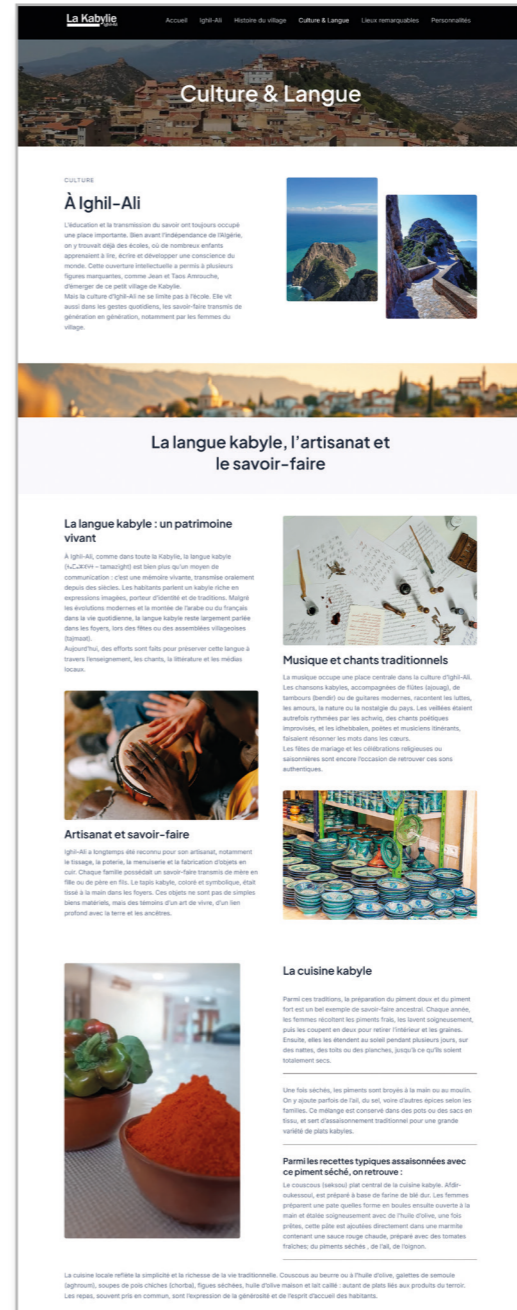 La Kabylie
Ighil-Ali
Accueil Ighil-Ali Histoire du village Culture & Langue Lieux remarquables Personnalités
Culture & Langue
CULTURE
À Ighil-Ali
L'éducation et la transmission du savoir ont toujours occupé
une place importante. Bien avant l'indépendance de l'Algérie,
on y trouvait déjà des écoles, où de nombreux enfants
apprenaient à lire, écrire et développer une conscience du
monde. Cette ouverture intellectuelle a permis à plusieurs
figures marquantes, comme Jean et Taos Amrouche,
d'émerger de ce petit village de Kabylie.
Mais la culture d'Ighil-Ali ne se limite pas à l'école. Elle vit
aussi dans les gestes quotidiens, les savoir-faire transmis de
génération en génération, notamment par les femmes du
village.
La langue kabyle, l'artisanat et
le savoir-faire
La langue kabyle : un patrimoine
vivant
À Ighil-Ali, comme dans toute la Kabylie, la langue kabyle
– tamazight) est bien plus qu'un moyen de
communication : c'est une mémoire vivante, transmise oralement
depuis des siècles. Les habitants parlent un kabyle riche en
expressions imagées, porteur d'identité et de traditions. Malgré
les évolutions modernes et la montée de l'arabe ou du français
dans la vie quotidienne, la langue kabyle reste largement parlée
dans les foyers, lors des fêtes ou des assemblées villageoises
(tajmaat).
Aujourd'hui, des efforts sont faits pour préserver cette langue à
travers l'enseignement, les chants, la littérature et les médias
locaux.
Musique et chants traditionnels
La musique occupe une place centrale dans la culture d'Ighil-Ali.
Les chansons kabyles, accompagnées de flûtes (ajouag), de
tambours (bendir) ou de guitares modernes, racontent les luttes,
les amours, la nature ou la nostalgie du pays. Les veillées étaient
autrefois rythmées par les achwiq, des chants poétiques
improvisés, et les idhebbalen, poètes et musiciens itinérants,
faisaient résonner les mots dans les cœurs.
Les fêtes de mariage et les célébrations religieuses ou
saisonnières sont encore l'occasion de retrouver ces sons
authentiques.
Artisanat et savoir-faire
Ighil-Ali a longtemps été reconnu pour son artisanat, notamment
le tissage, la poterie, la menuiserie et la fabrication d'objets en
cuir. Chaque famille possédait un savoir-faire transmis de mère en
fille ou de père en fils. Le tapis kabyle, coloré et symbolique, était
tissé à la main dans les foyers. Ces objets ne sont pas de simples
biens matériels, mais des témoins d'un art de vivre, d'un lien
profond avec la terre et les ancêtres.
La cuisine kabyle
Parmi ces traditions, la préparation du piment doux et du piment
fort est un bel exemple de savoir-faire ancestral. Chaque année,
les femmes récoltent les piments frais, les lavent soigneusement,
puis les coupent en deux pour retirer l'intérieur et les graines.
Ensuite, elles les étendent au soleil pendant plusieurs jours, sur
des nattes, des toits ou des planches, jusqu'à ce qu'ils soient
totalement secs.
Une fois séchés, les piments sont broyés à la main ou au moulin.
On y ajoute parfois de l'ail, du sel, voire d'autres épices selon les
familles. Ce mélange est conservé dans des pots ou des sacs en
tissu, et sert d'assaisonnement traditionnel pour une grande
variété de plats kabyles.
Parmi les recettes typiques assaisonnées avec
ce piment séché, on retrouve :
Le couscous (seksou) plat central de la cuisine kabyle. Afdir-
oukessoul, est préparé à base de farine de blé dur. Les femmes
préparent une pate quelles forme en boules ensuite ouverte à la
main et étalée soigneusement avec de l'huile d'olive, une fois
prêtes, cette pâte est ajoutées directement dans une marmite
contenant une sauce rouge chaude, préparé avec des tomates
fraîches; du piments séchés , de l'ail, de l'oignon.
La cuisine locale reflète la simplicité et la richesse de la vie traditionnelle. Couscous au beurre ou à l'huile d'olive, galettes de semoule
(aghroum), soupes de pois chiches (chorba), figues séchées, huile d'olive maison et lait caillé : autant de plats liés aux produits du terroir.
Les repas, souvent pris en commun, sont l'expression de la générosité et de l'esprit d'accueil des habitants.